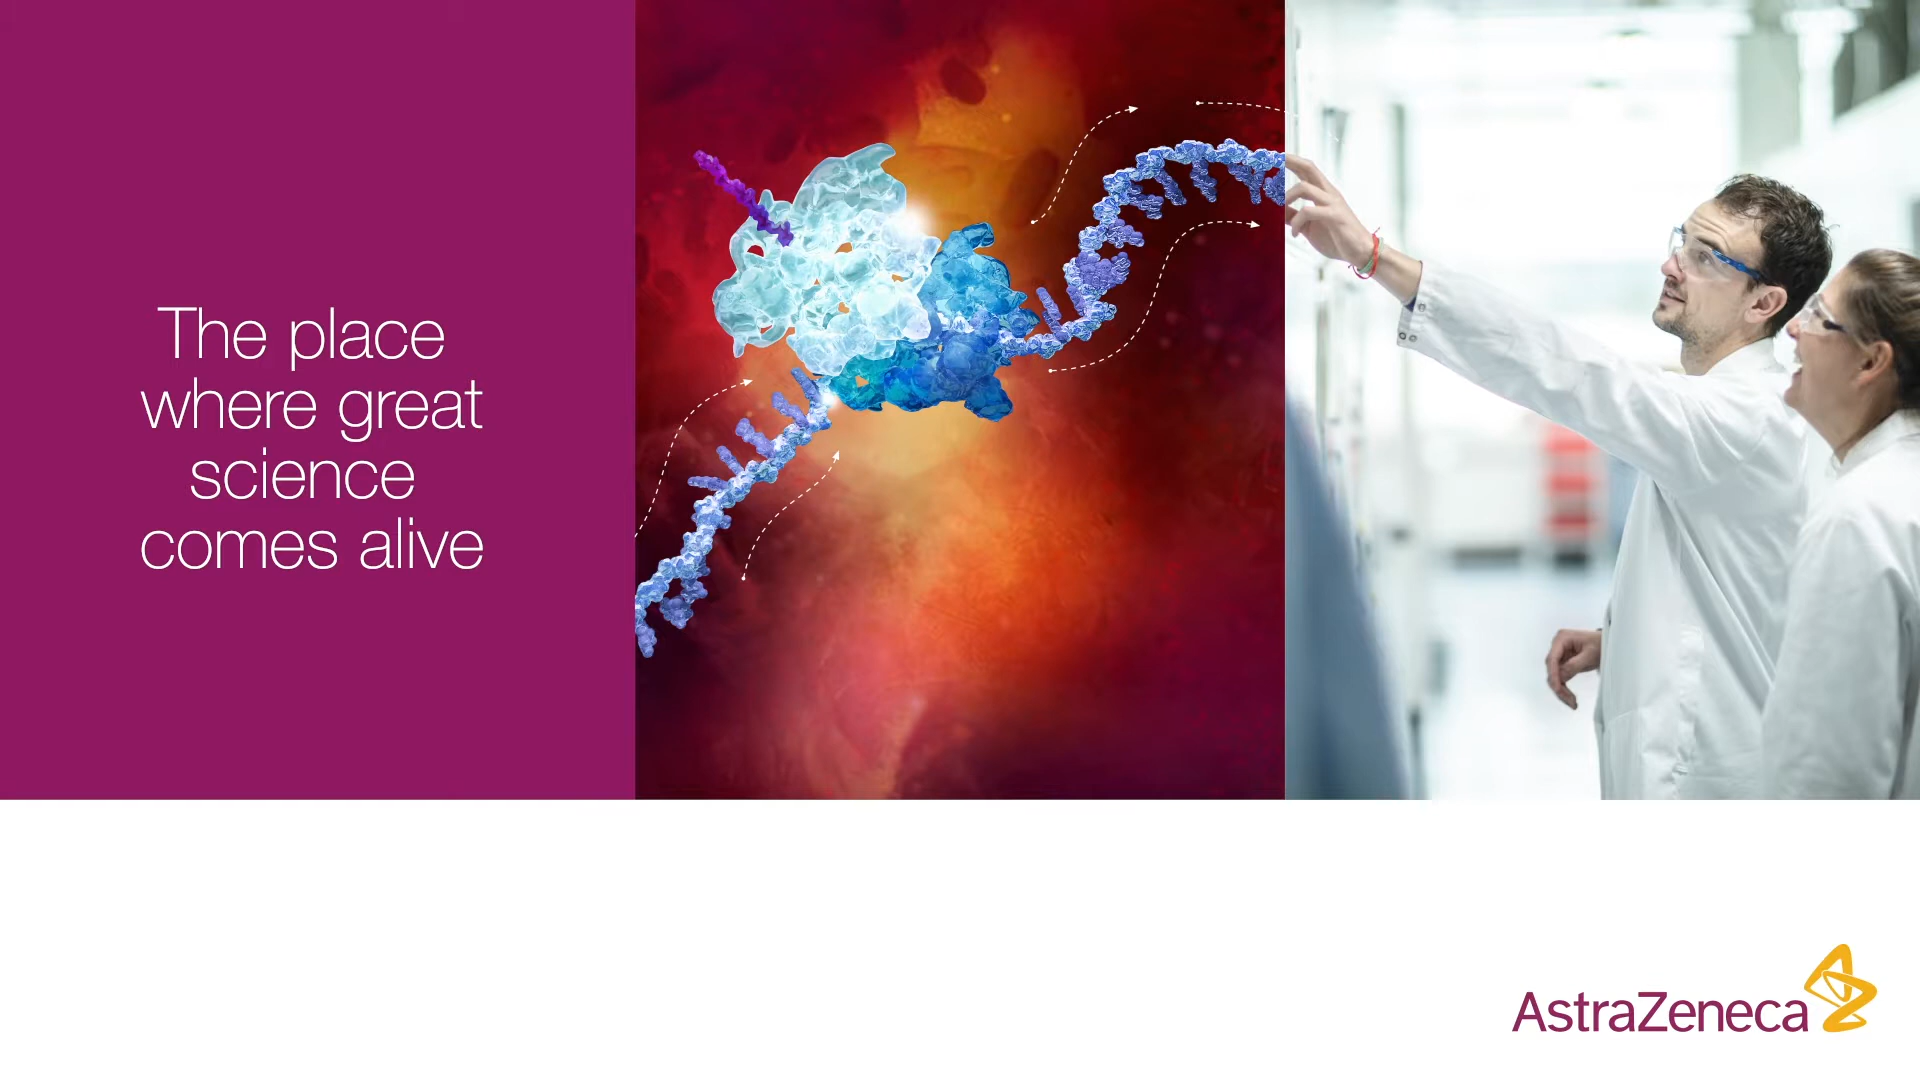 The place
where great
science
comes alive
AstraZeneca